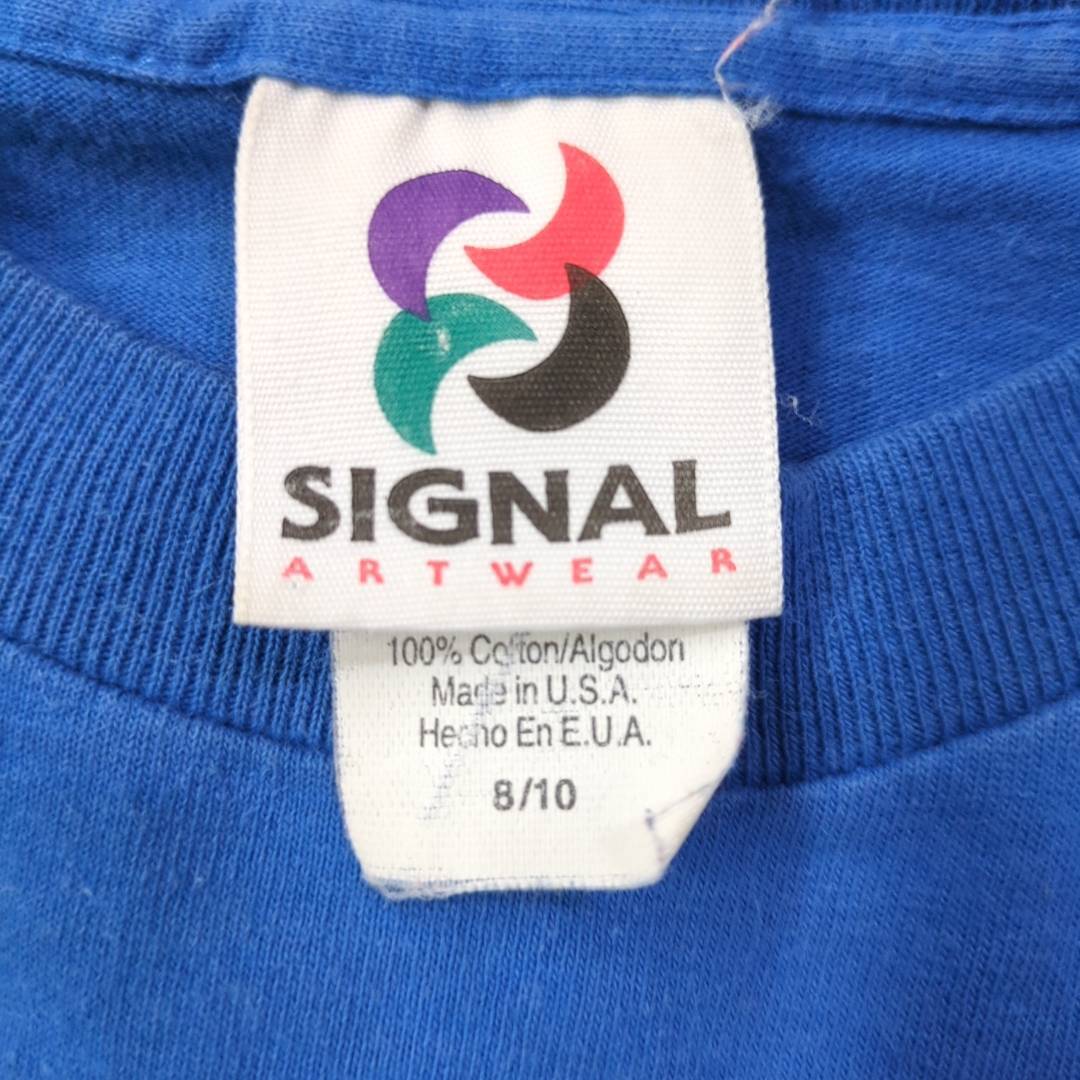 SIGNAL
ARTWEAR
100% Cotton/Algodon
Made in U.S.A.
Hecho En E.U.A.
8/10